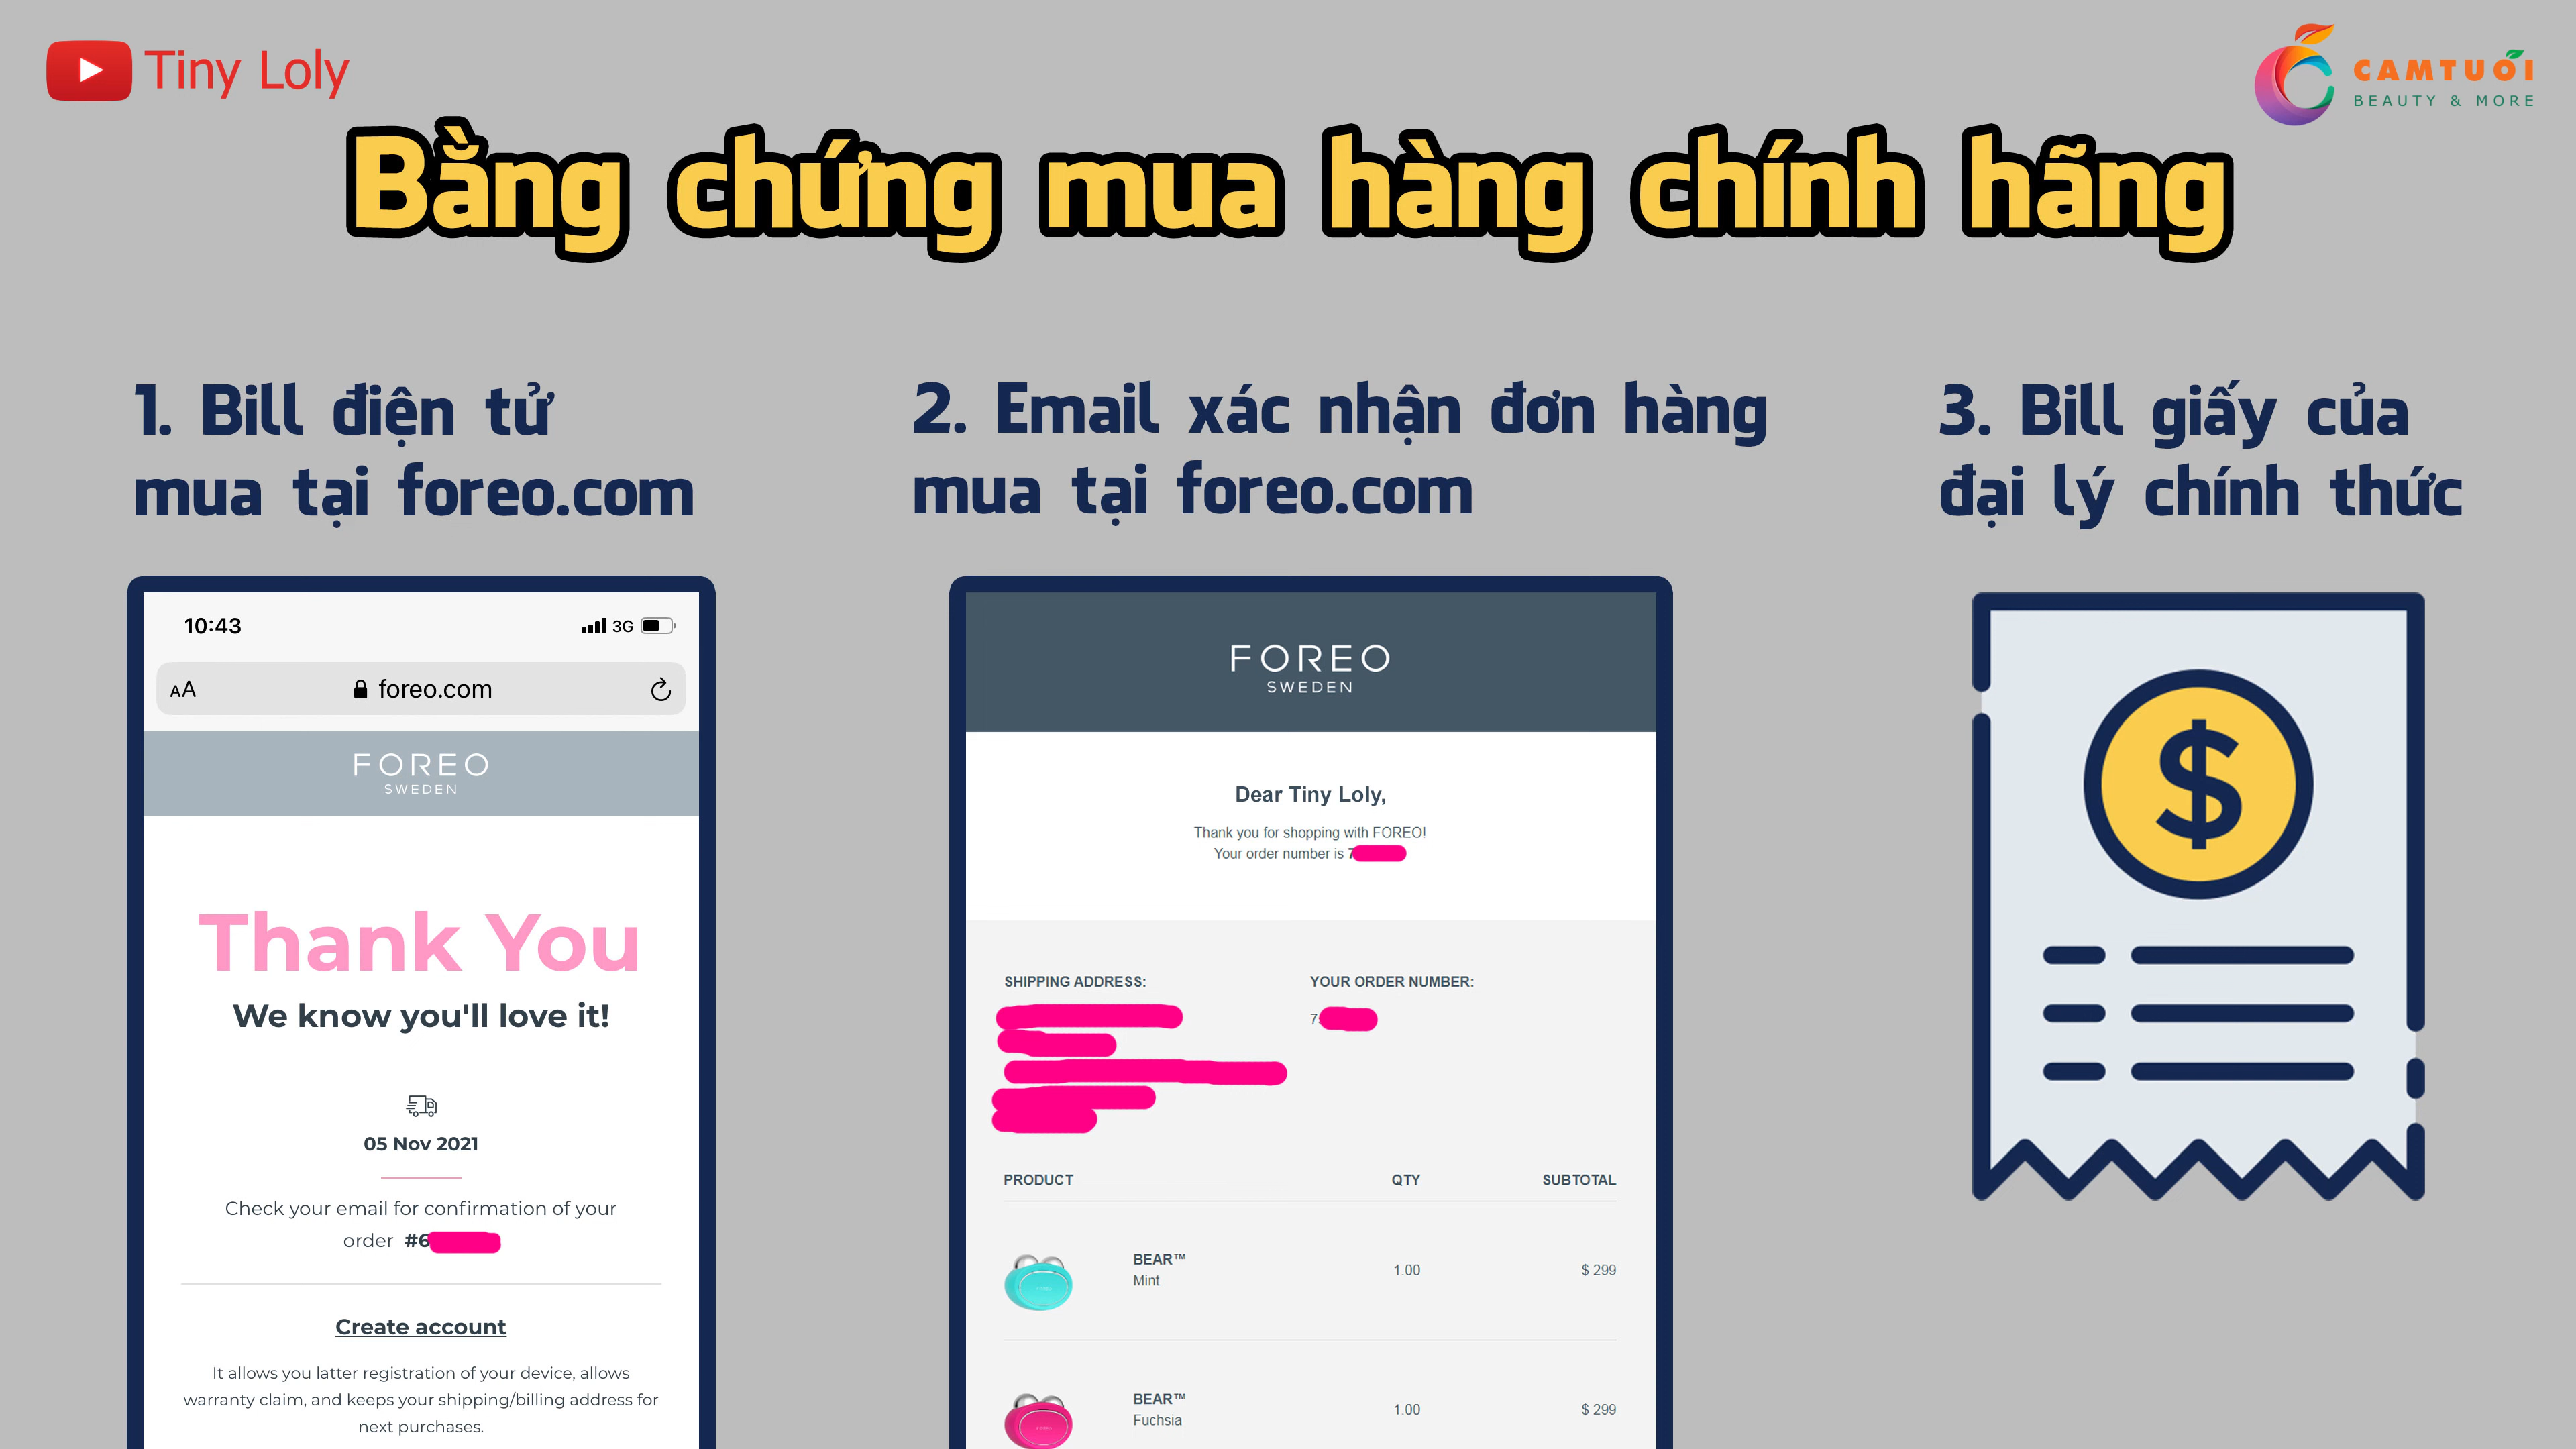 Tiny Loly
CAMTUOI
BEAUTY & MORE
Bằng chứng mua hàng chính hãng
1. Bill điện tử
mua tại foreo.com
2. Email xác nhận đơn hàng
mua tại foreo.com
3. Bill giấy của
đại lý chính thức
10:43
3G
AA
foreo.com
FOREO
SWEDEN
Thank You
We know you'll love it!
05 Nov 2021
Check your email for confirmation of your
order #6
Create account
It allows you latter registration of your device, allows
warranty claim, and keeps your shipping/billing address for
next purchases.
FOREO
SWEDEN
Dear Tiny Loly,
Thank you for shopping with FOREO!
Your order number is 7
SHIPPING ADDRESS:
YOUR ORDER NUMBER:
7
PRODUCT QTY SUBTOTAL
BEAR™
Mint
1.00 $ 299
BEAR™
Fuchsia
1.00 $ 299
$